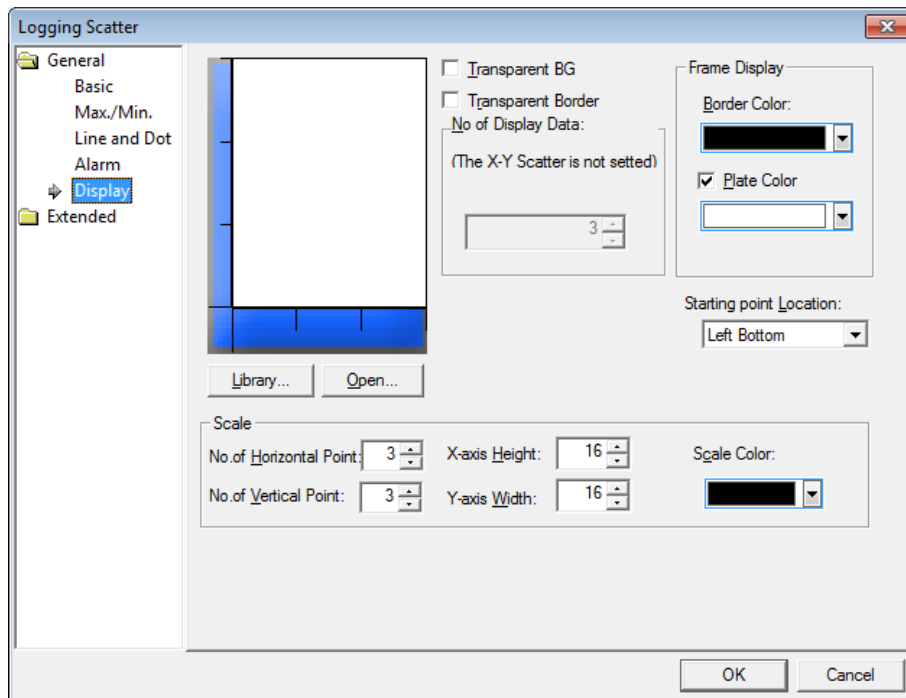 Logging Scatter
General
Basic
Max./Min.
Line and Dot
Alarm
Display
Extended
Transparent BG
Transparent Border
No of Display Data:
(The X-Y Scatter is not setted)
3
Frame Display
Border Color:
Plate Color
Starting point Location:
Left Bottom
Library...
Open...
Scale
No.of Horizontal Point: 3
X-axis Height: 16
Scale Color:
No.of Vertical Point: 3
Y-axis Width: 16
OK
Cancel